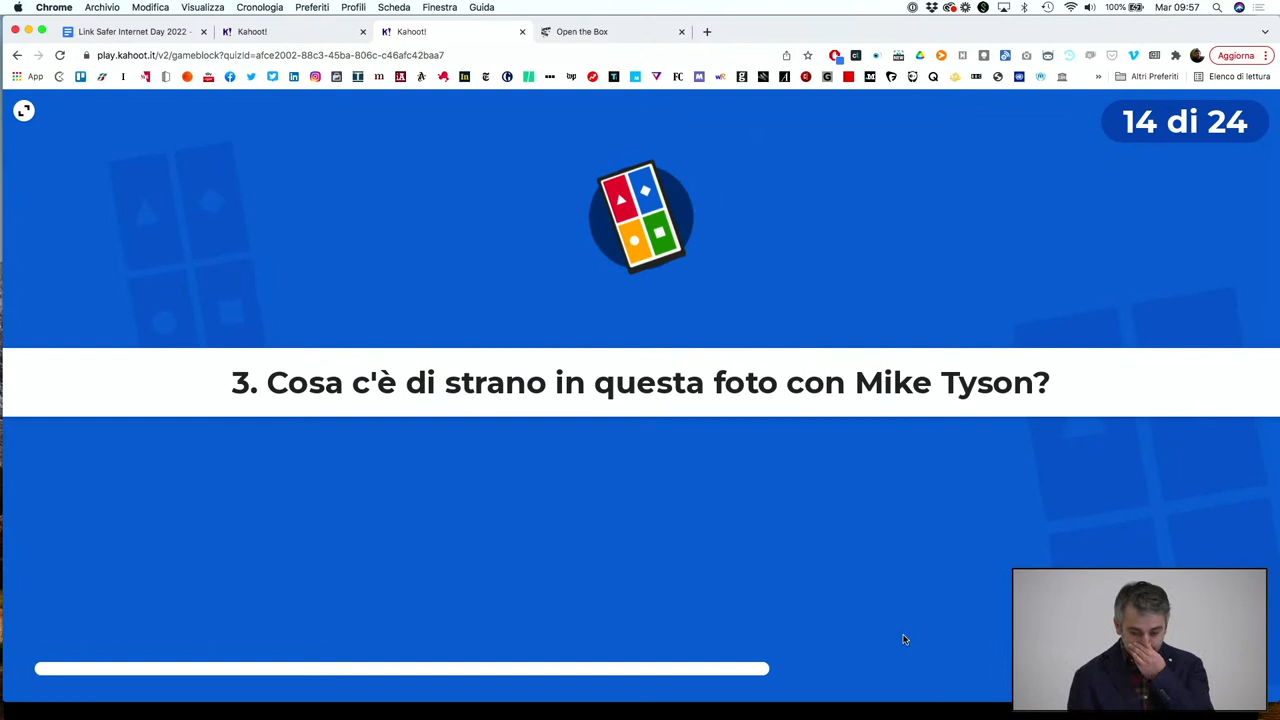 Chrome Archivio Modifica Visualizza Cronologia Preferiti Profili Scheda Finestra Guida 100% Mar 09:57
Link Safer Internet Day 2022 - Kahoot! Kahoot! Open the Box
play.kahoot.it/v2/gameblock?quizId=afce2002-88c3-45ba-806c-c46afc42baa7 Aggiorna
App Altri Preferiti Elenco di lettura
14 di 24
3. Cosa c'è di strano in questa foto con Mike Tyson?